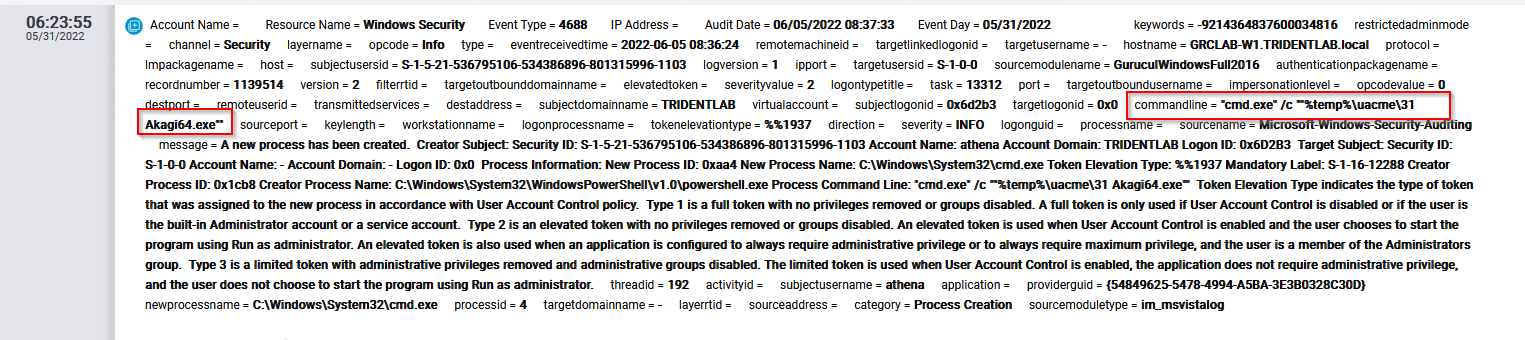 06:23:55
05/31/2022
Account Name = Resource Name = Windows Security Event Type = 4688 IP Address = Audit Date = 06/05/2022 08:37:33 Event Day = 05/31/2022 keywords = -9214364837600034816 restrictedadminmode
= channel = Security layername = opcode = Info type = eventreceivedtime = 2022-06-05 08:36:24 remotemachineid = targetlinkedlogonid = targetusername = - hostname = GRCLAB-W1.TRIDENTLAB.local protocol =
lmpackagename = host = subjectusersid = S-1-5-21-536795106-534386896-801315996-1103 logversion = 1 ipport = targetusersid = S-1-0-0 sourcemodulename = GuruculWindowsFull2016 authenticationpackagename =
recordnumber = 1139514 version = 2 filterrtid = targetoutbounddomainname = elevatedtoken = severityvalue = 2 logontypetitle = task = 13312 port = targetoutboundusername = impersonationlevel = opcodevalue = 0
destport = remoteuserid = transmittedservices = destaddress = subjectdomainname = TRIDENTLAB virtualaccount = subjectlogonid = 0x6d2b3 targetlogonid = 0x0 commandline = "cmd.exe" /c ""%temp%\uacme\31
Akagi64.exe"" sourceport = keylength = workstationname = logonprocessname = tokenelevationtype = %%1937 direction = severity = INFO logonguid = processname = sourcename = Microsoft-Windows-Security-Auditing
message = A new process has been created. Creator Subject: Security ID: S-1-5-21-536795106-534386896-801315996-1103 Account Name: athena Account Domain: TRIDENTLAB Logon ID: 0x6D2B3 Target Subject: Security ID:
S-1-0-0 Account Name: - Account Domain: - Logon ID: 0x0 Process Information: New Process ID: 0xaa4 New Process Name: C:\Windows\System32\cmd.exe Token Elevation Type: %%1937 Mandatory Label: S-1-16-12288 Creator
Process ID: 0x1cb8 Creator Process Name: C:\Windows\System32\WindowsPowerShell\v1.0\powershell.exe Process Command Line: "cmd.exe" /c ""%temp%\uacme\31 Akagi64.exe"" Token Elevation Type indicates the type of token
that was assigned to the new process in accordance with User Account Control policy. Type 1 is a full token with no privileges removed or groups disabled. A full token is only used if User Account Control is disabled or if the user is
the built-in Administrator account or a service account. Type 2 is an elevated token with no privileges removed or groups disabled. An elevated token is used when User Account Control is enabled and the user chooses to start the
program using Run as administrator. An elevated token is also used when an application is configured to always require administrative privilege or to always require maximum privilege, and the user is a member of the Administrators
group. Type 3 is a limited token with administrative privileges removed and administrative groups disabled. The limited token is used when User Account Control is enabled, the application does not require administrative privilege,
and the user does not choose to start the program using Run as administrator. threadid = 192 activityid = subjectusername = athena application = providerguid = {54849625-5478-4994-A5BA-3E3B0328C30D}
newprocessname = C:\Windows\System32\cmd.exe processid = 4 targetdomainname = - layerrtid = sourceaddress = category = Process Creation sourcemoduletype = im_msvistalog